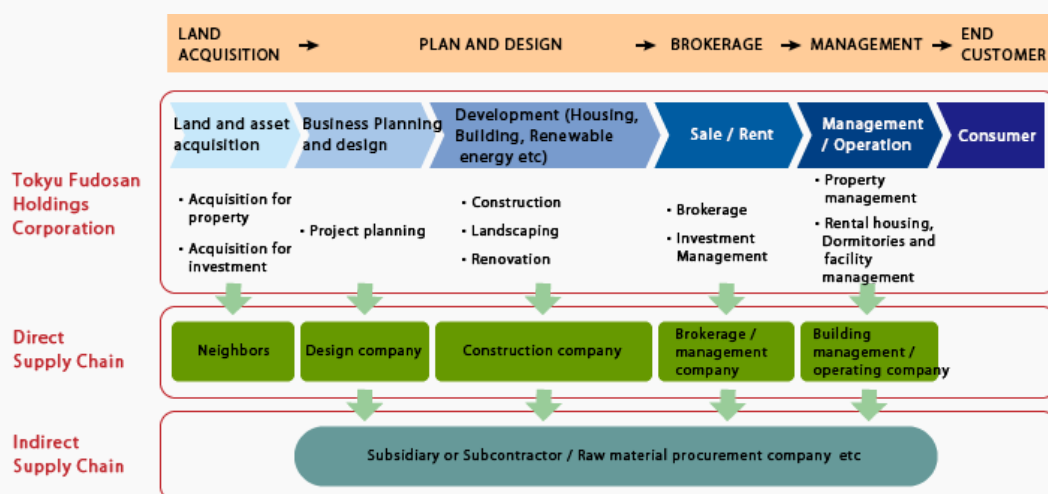 LAND
ACQUISITION
PLAN AND DESIGN
BROKERAGE
MANAGEMENT
END
CUSTOMER
Tokyu Fudosan
Holdings
Corporation
Land and asset
acquisition
Business Planning
and design
Development (Housing,
Building, Renewable
energy etc)
Sale / Rent
Management
/ Operation
Consumer
• Acquisition for
property
• Acquisition for
investment
• Project planning
• Construction
• Landscaping
• Renovation
• Brokerage
• Investment
Management
• Property
management
• Rental housing,
Dormitories and
facility
management
Direct
Supply Chain
Neighbors
Design company
Construction company
Brokerage /
management
company
Building
management /
operating company
Indirect
Supply Chain
Subsidiary or Subcontractor / Raw material procurement company etc